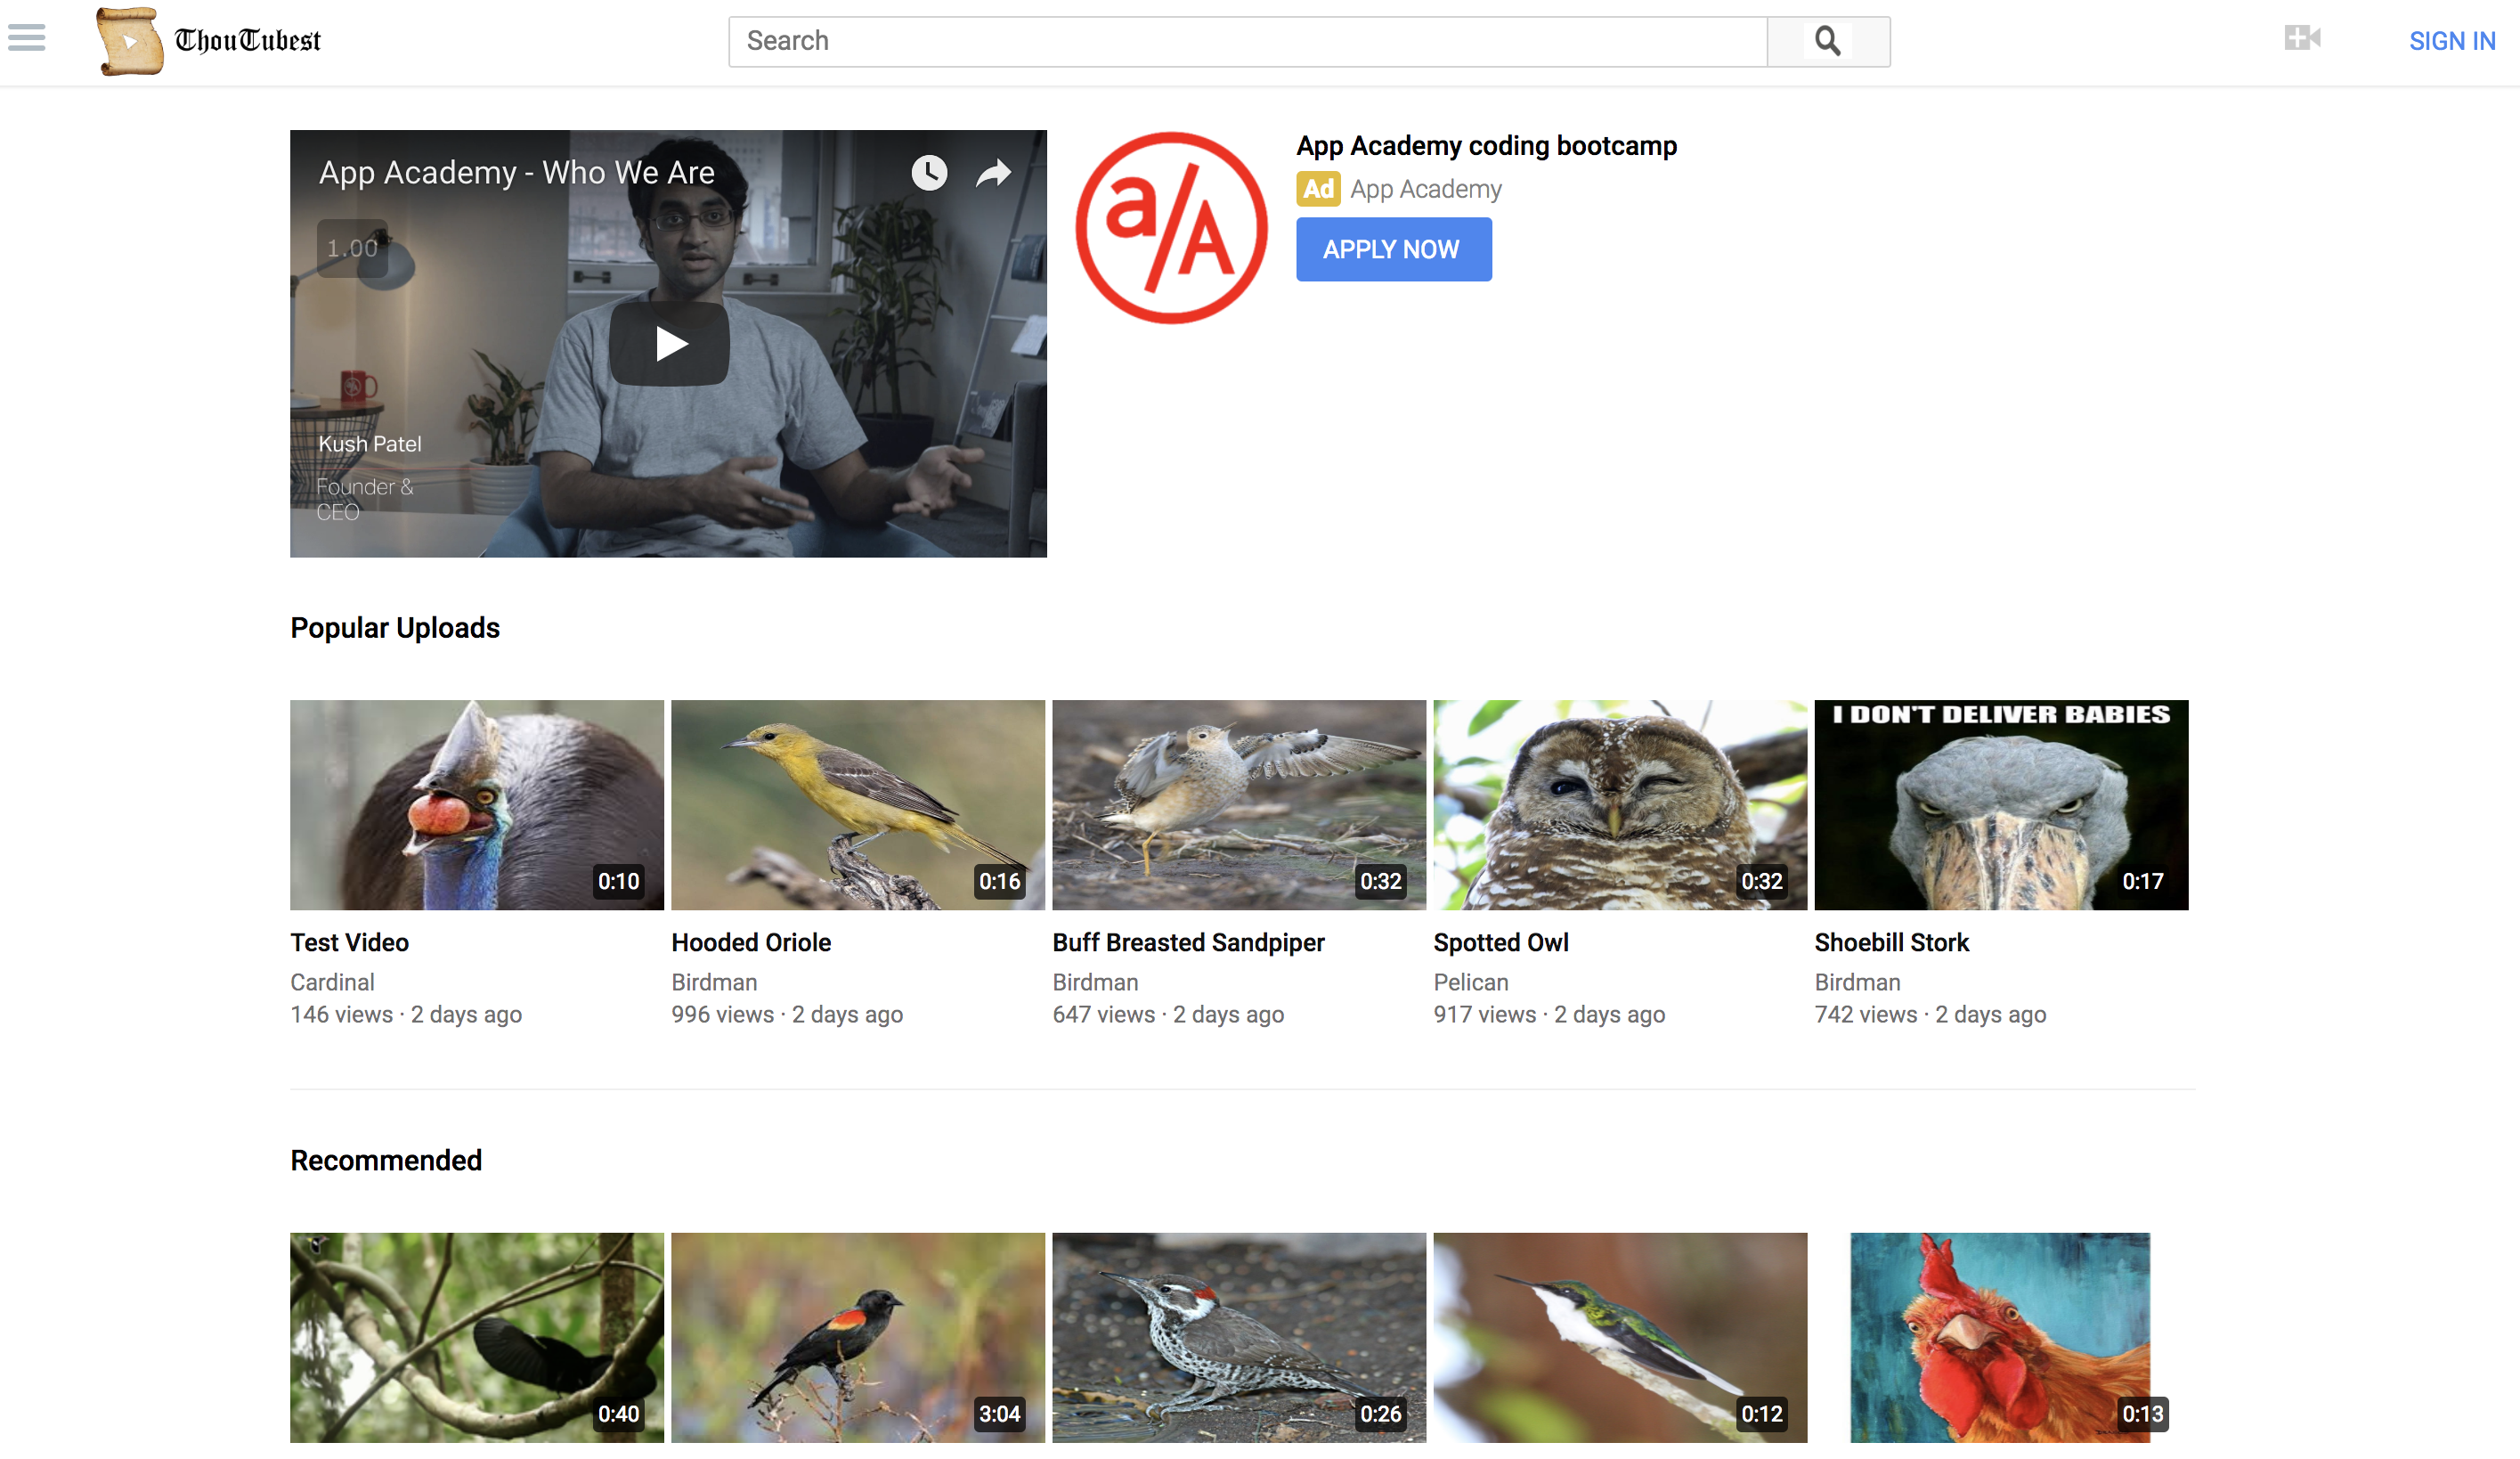 ThouTubest
Search
SIGN IN
App Academy - Who We Are
1.00
Kush Patel
Founder &
CEO
a/A
App Academy coding bootcamp
Ad App Academy
APPLY NOW
Popular Uploads
I DON'T DELIVER BABIES
0:10
0:16
0:32
0:32
0:17
Test Video
Cardinal
146 views · 2 days ago
Hooded Oriole
Birdman
996 views · 2 days ago
Buff Breasted Sandpiper
Birdman
647 views · 2 days ago
Spotted Owl
Pelican
917 views · 2 days ago
Shoebill Stork
Birdman
742 views · 2 days ago
Recommended
0:40
3:04
0:26
0:12
0:13